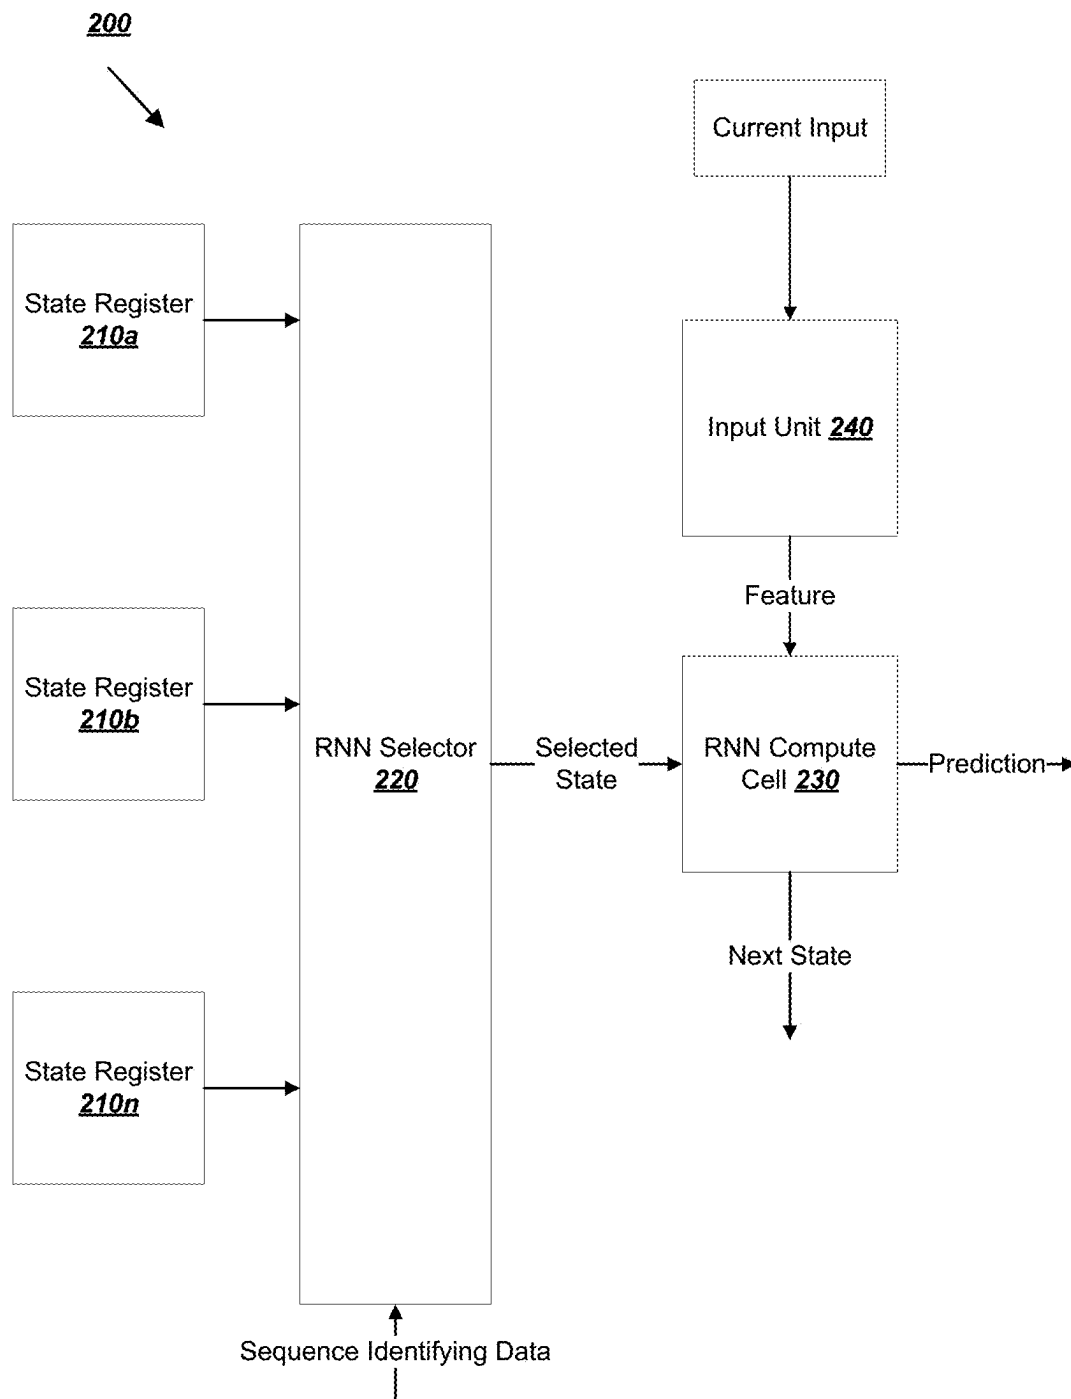 200
Current Input
State Register
210a
Input Unit 240
Feature
State Register
210b
RNN Selector
220
Selected
State
RNN Compute
Cell 230
Prediction
Next State
State Register
210n
Sequence Identifying Data